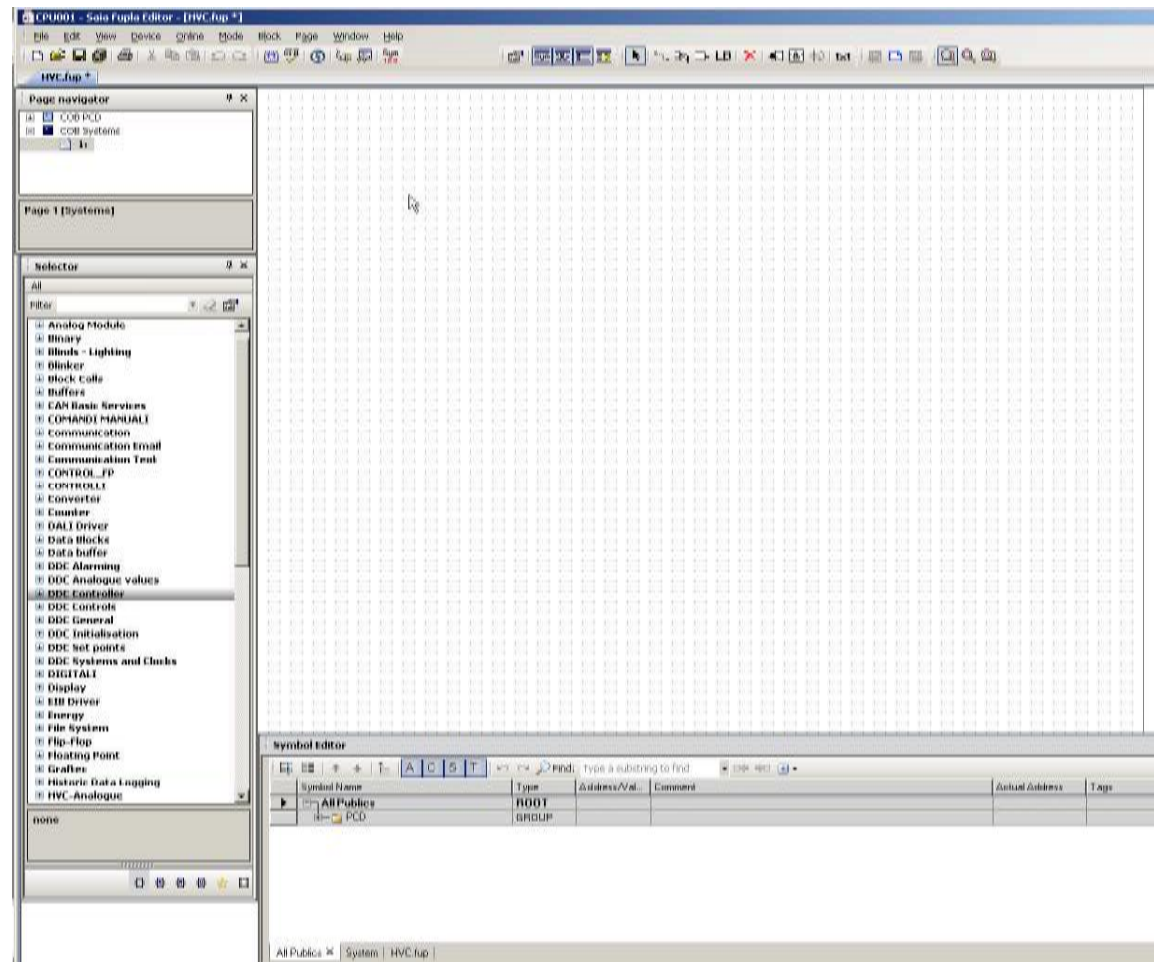 CPU001 - Saia Fupla Editor - [HVC.fup *]
File Edit View Device Online Mode Block Page Window Help
LB txt
HVC.fup *
Page navigator
COB PCD
COB Systems
1:
Page 1 [Systems]
Selector
All
Filter
Analog Module
Binary
Blinds - Lighting
Blinker
Block Calls
Buffers
CAN Basic Services
COMANDI MANUALI
Communication
Communication Email
Communication Text
CONTROL_FP
CONTROLLI
Converter
Counter
DALI Driver
Data Blocks
Data buffer
DDC Alarming
DDC Analogue values
DDC Controller
DDC Controls
DDC General
DDC Initialisation
DDC Set points
DDC Systems and Clocks
DIGITALI
Display
EIB Driver
Energy
File System
Flip-Flop
Floating Point
Graftec
Historic Data Logging
HVC-Analogue
none
Symbol Editor
A C S T Find: Type a substring to find
Symbol Name Type Address/Val... Comment Actual Address Tags
All Publics ROOT
PCD GROUP
All Publics System HVC.fup